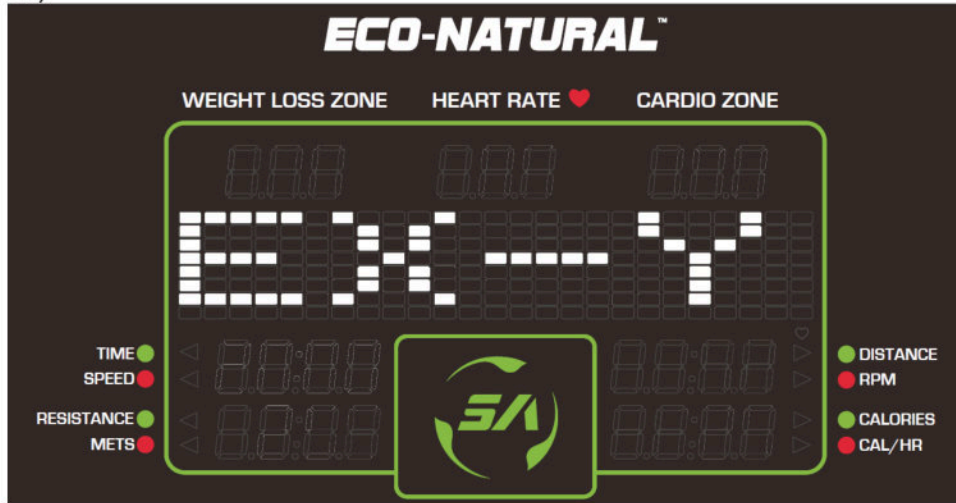 ECO-NATURAL™
WEIGHT LOSS ZONE HEART RATE CARDIO ZONE
EX-Y
TIME DISTANCE
SPEED RPM
RESISTANCE CALORIES
METS CAL/HR
SA